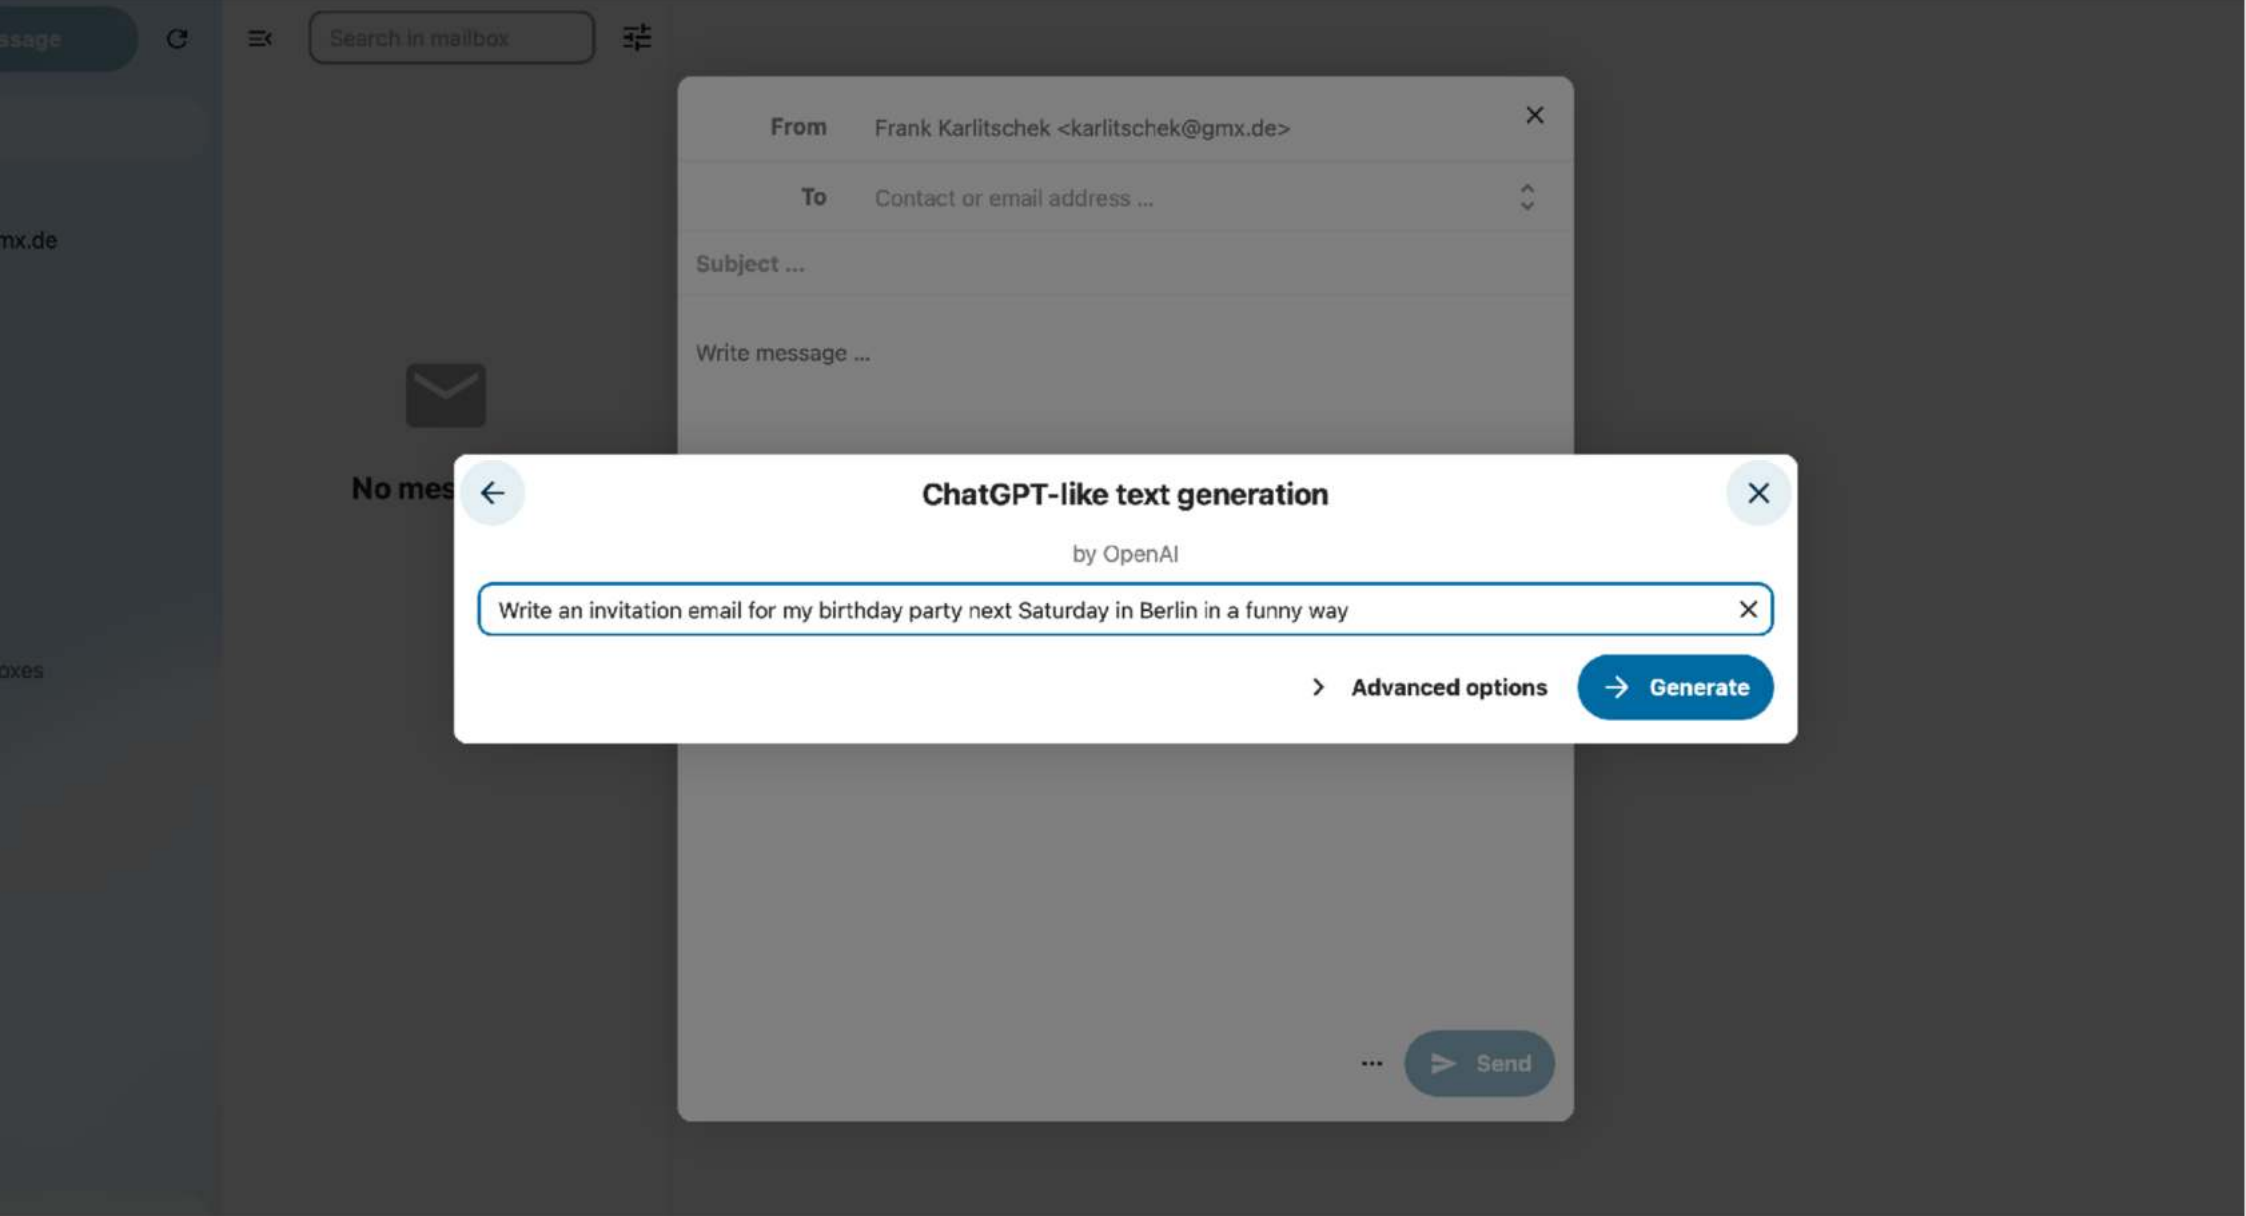 ssage
Search in mailbox
From Frank Karlitschek <karlitschek@gmx.de>
To Contact or email address ...
mx.de
Subject ...
Write message ...
No mes
ChatGPT-like text generation
by OpenAI
Write an invitation email for my birthday party next Saturday in Berlin in a funny way
oxes
Advanced options
Generate
... Send